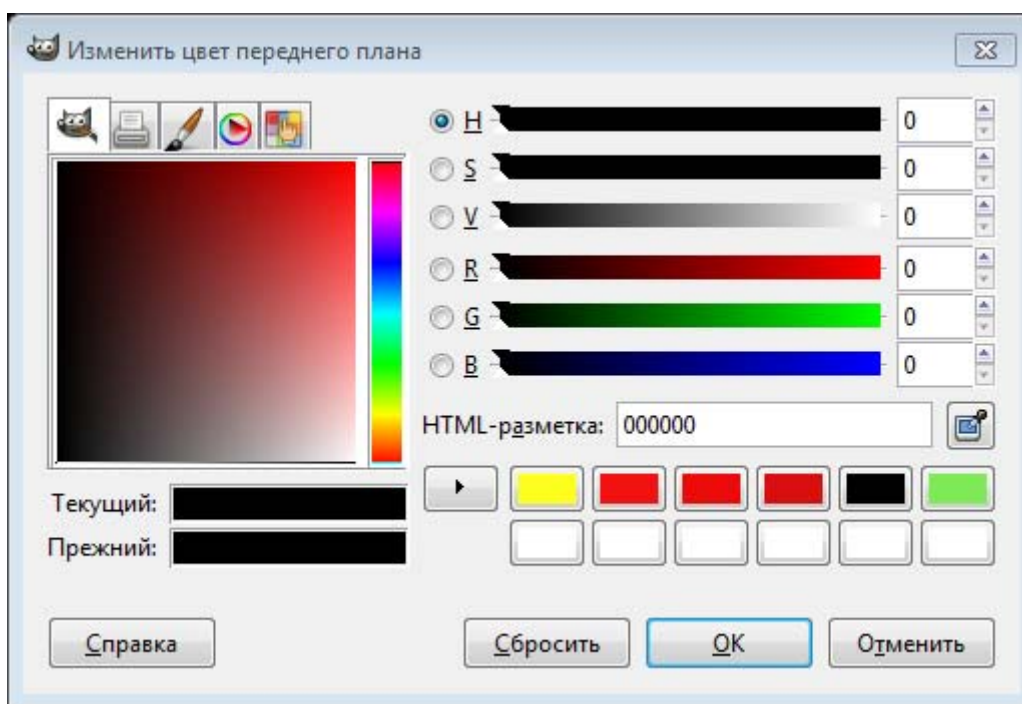 Изменить цвет переднего плана
H 0
S 0
V 0
R 0
G 0
B 0
HTML-разметка: 000000
Текущий:
Прежний:
Справка
Сбросить
OK
Отменить